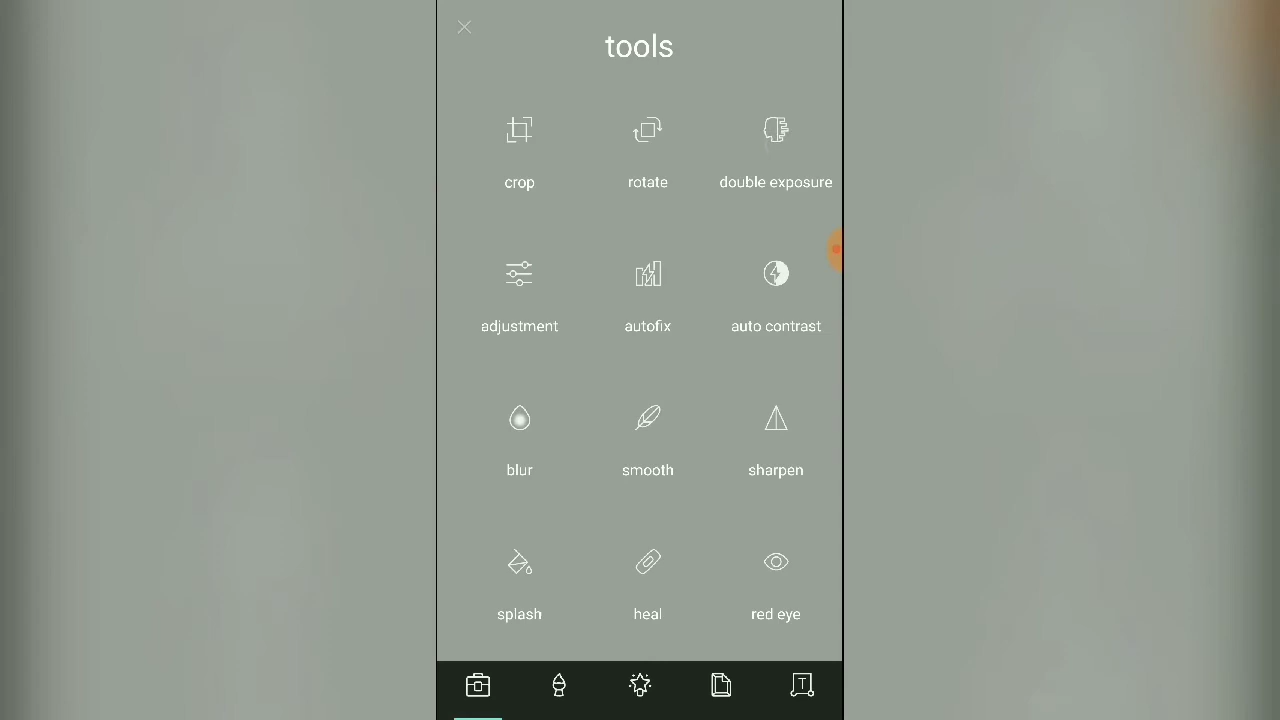 tools
crop
rotate
double exposure
adjustment
autofix
auto contrast
blur
smooth
sharpen
splash
heal
red eye
T